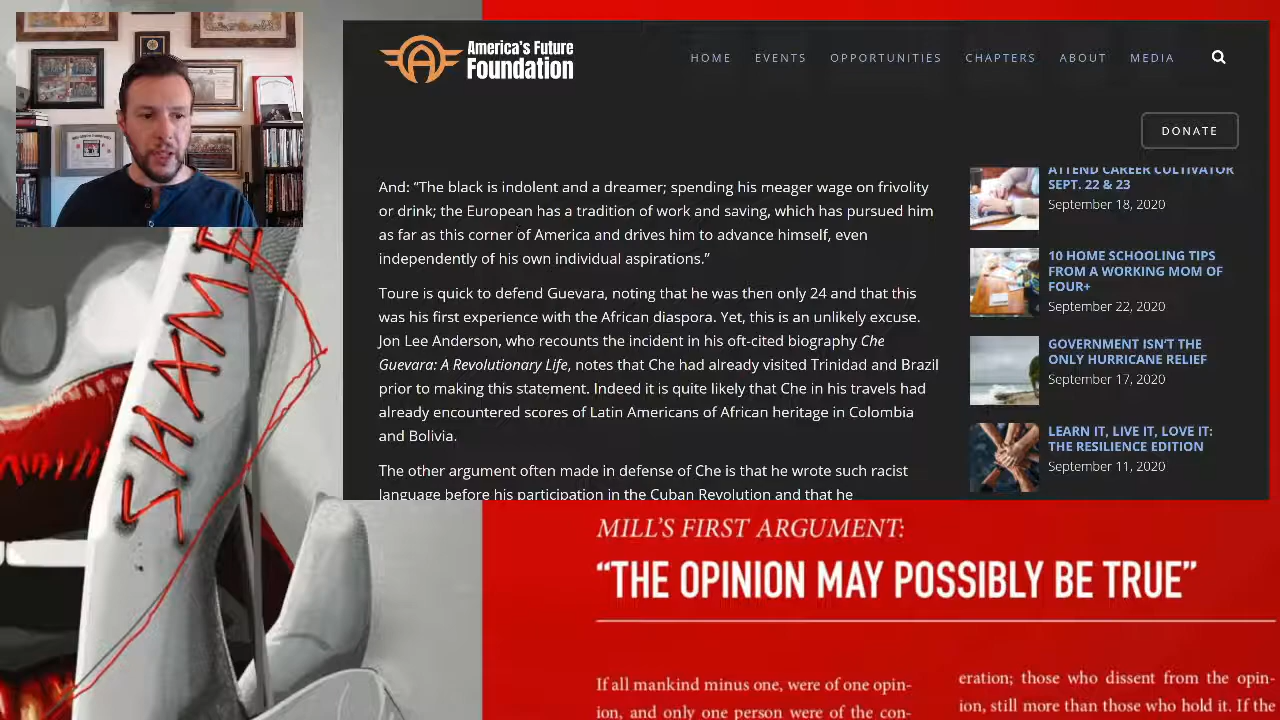 America's Future
Foundation
HOME EVENTS OPPORTUNITIES CHAPTERS ABOUT MEDIA
DONATE
And: “The black is indolent and a dreamer; spending his meager wage on frivolity
or drink; the European has a tradition of work and saving, which has pursued him
as far as this corner of America and drives him to advance himself, even
independently of his own individual aspirations.”
Toure is quick to defend Guevara, noting that he was then only 24 and that this
was his first experience with the African diaspora. Yet, this is an unlikely excuse.
Jon Lee Anderson, who recounts the incident in his oft-cited biography Che
Guevara: A Revolutionary Life, notes that Che had already visited Trinidad and Brazil
prior to making this statement. Indeed it is quite likely that Che in his travels had
already encountered scores of Latin Americans of African heritage in Colombia
and Bolivia.
The other argument often made in defense of Che is that he wrote such racist
language before his participation in the Cuban Revolution and that he
ATTEND CAREER CULTIVATOR
SEPT. 22 & 23
September 18, 2020
10 HOME SCHOOLING TIPS
FROM A WORKING MOM OF
FOUR+
September 22, 2020
GOVERNMENT ISN'T THE
ONLY HURRICANE RELIEF
September 17, 2020
LEARN IT, LIVE IT, LOVE IT:
THE RESILIENCE EDITION
September 11, 2020
SHAME
MILL'S FIRST ARGUMENT:
“THE OPINION MAY POSSIBLY BE TRUE”
If all mankind minus one, were of one opin-
ion, and only one person were of the con-
eration; those who dissent from the opin-
ion, still more than those who hold it. If the